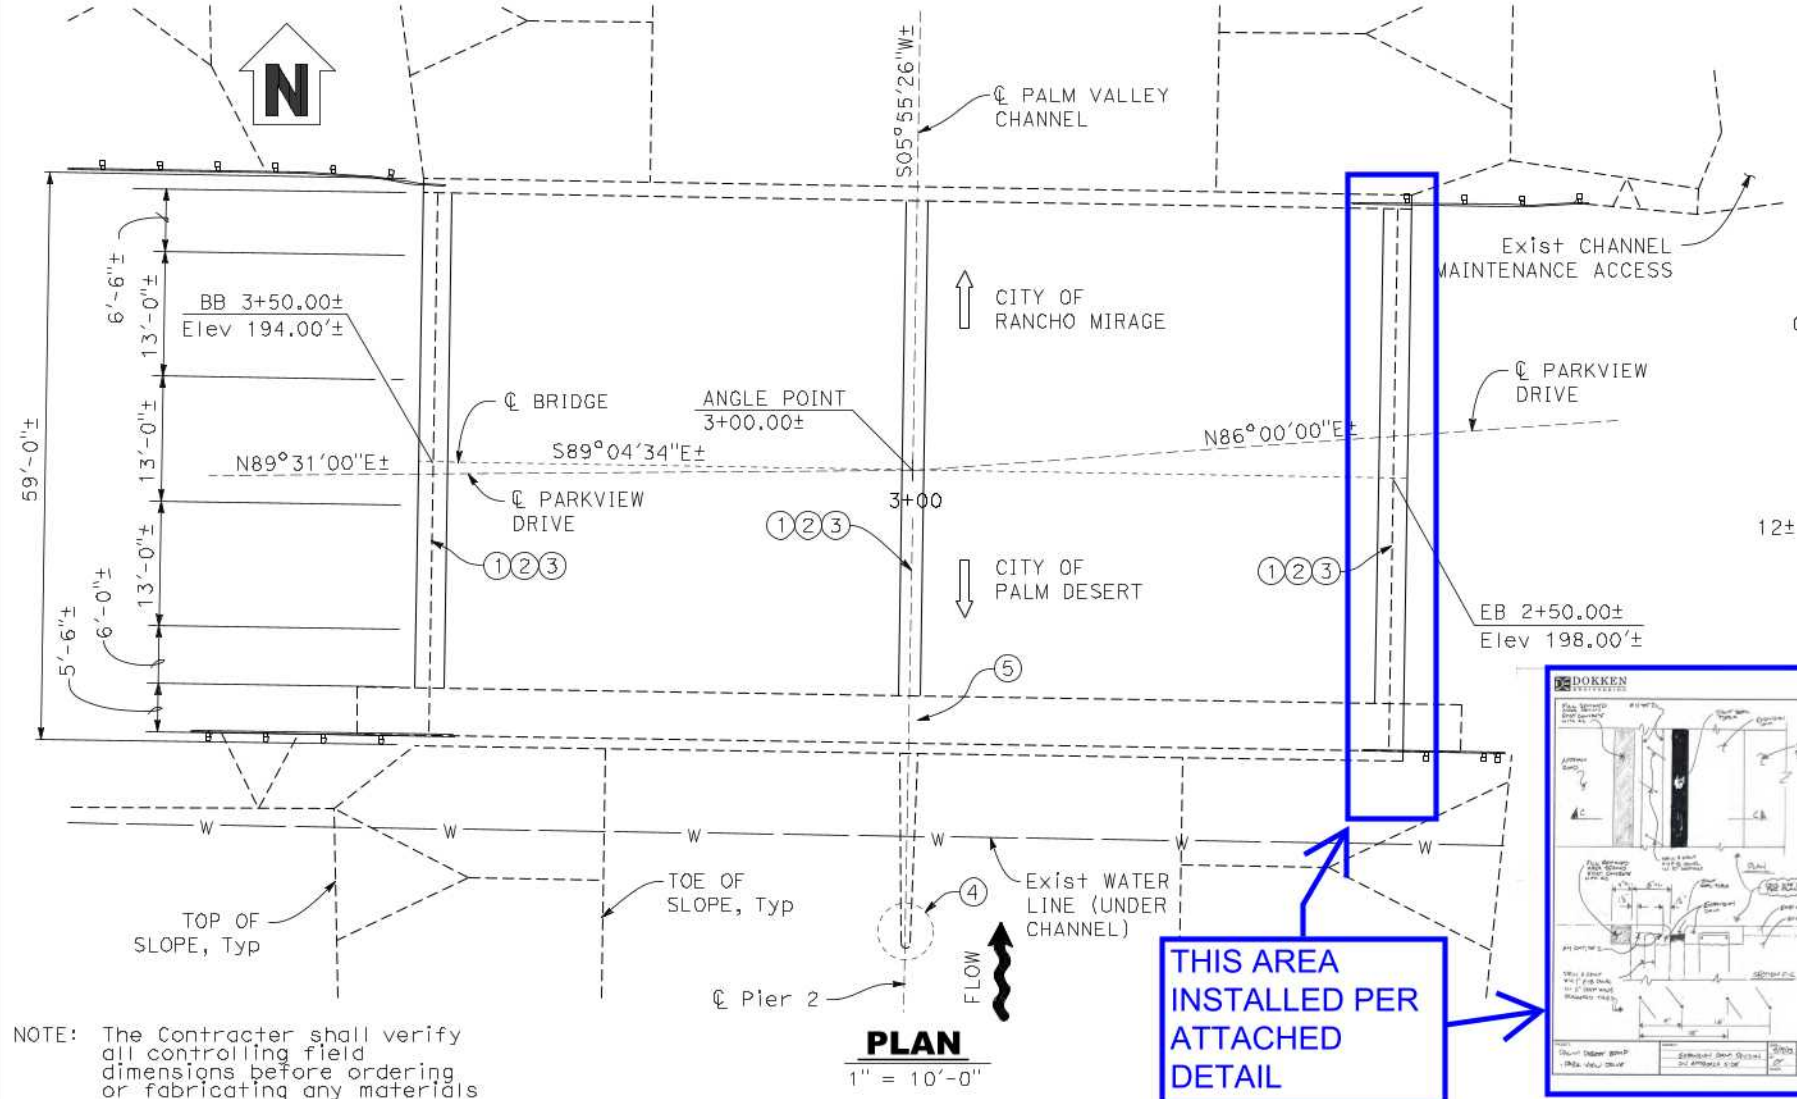 N
S05°55'26"W±
℄ PALM VALLEY
CHANNEL
Exist CHANNEL
MAINTENANCE ACCESS
6'-6"±
13'-0"±
13'-0"±
13'-0"±
6'-0"±
5'-6"±
59'-0"±
BB 3+50.00±
Elev 194.00'±
CITY OF
RANCHO MIRAGE
℄ BRIDGE
ANGLE POINT
3+00.00±
℄ PARKVIEW
DRIVE
N89°31'00"E±
S89°04'34"E±
N86°00'00"E±
℄ PARKVIEW
DRIVE
3+00
1 2 3
1 2 3
1 2 3
12±
CITY OF
PALM DESERT
EB 2+50.00±
Elev 198.00'±
5
DOKKEN
ENGINEERING
W W W W W W
TOP OF
SLOPE, Typ
TOE OF
SLOPE, Typ
4
Exist WATER
LINE (UNDER
CHANNEL)
FLOW
℄ Pier 2
PLAN
1" = 10'-0"
NOTE: The Contracter shall verify
all controlling field
dimensions before ordering
or fabricating any materials
THIS AREA
INSTALLED PER
ATTACHED
DETAIL
PLAN
SECTION C-C